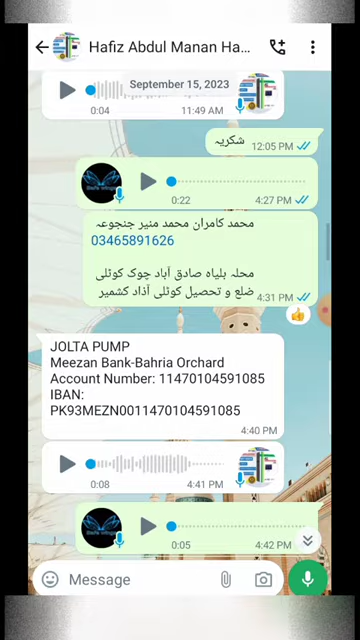 Hafiz Abdul Manan Ha...
September 15, 2023
0:04
11:49 AM
شکریہ
12:05 PM
0:22
4:27 PM
محمد کامران محمد منیر جنجوعہ
03465891626
محلہ بلیاہ صادق آباد چوک کوٹلی
ضلع و تحصیل کوٹلی آذاد کشمیر
4:31 PM
JOLTA PUMP
Meezan Bank-Bahria Orchard
Account Number: 11470104591085
IBAN:
PK93MEZN0011470104591085
4:40 PM
0:08
4:41 PM
0:05
4:42 PM
Message